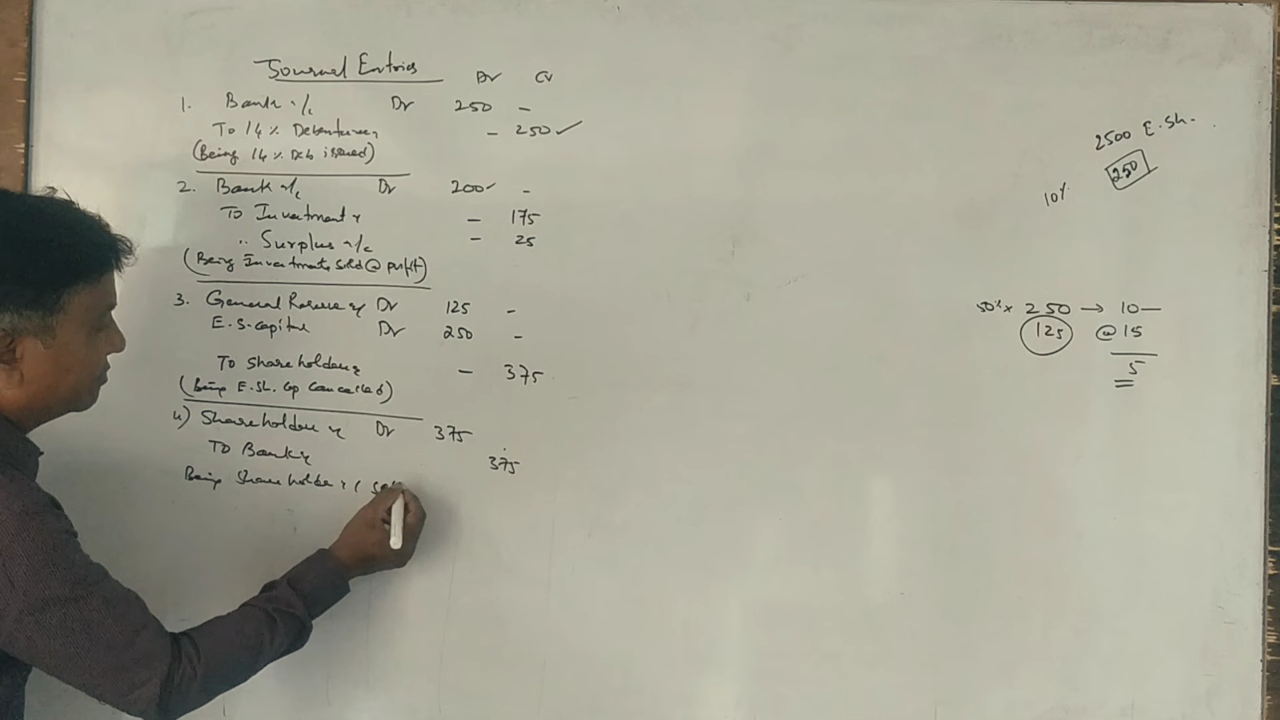 Journal Entries
Dr Cr
1. Bank a/c Dr 250 -
To 14% Debentures - 250 ✓
(Being 14% Deb issued)
2. Bank a/c Dr 200 ✓ -
To Investment - 175
" Surplus a/c - 25
(Being Investments sold @ profit)
3. General Reserve Dr 125 -
E.S. capital Dr 250 -
To Shareholders - 375
(Being E.Sh. Cap Cancelled)
4) Shareholders Dr 375
To Bank 375
Being Shareholders
2500 E.Sh.
250
10%
50% x 250 → 10 —
125 @ 15
5